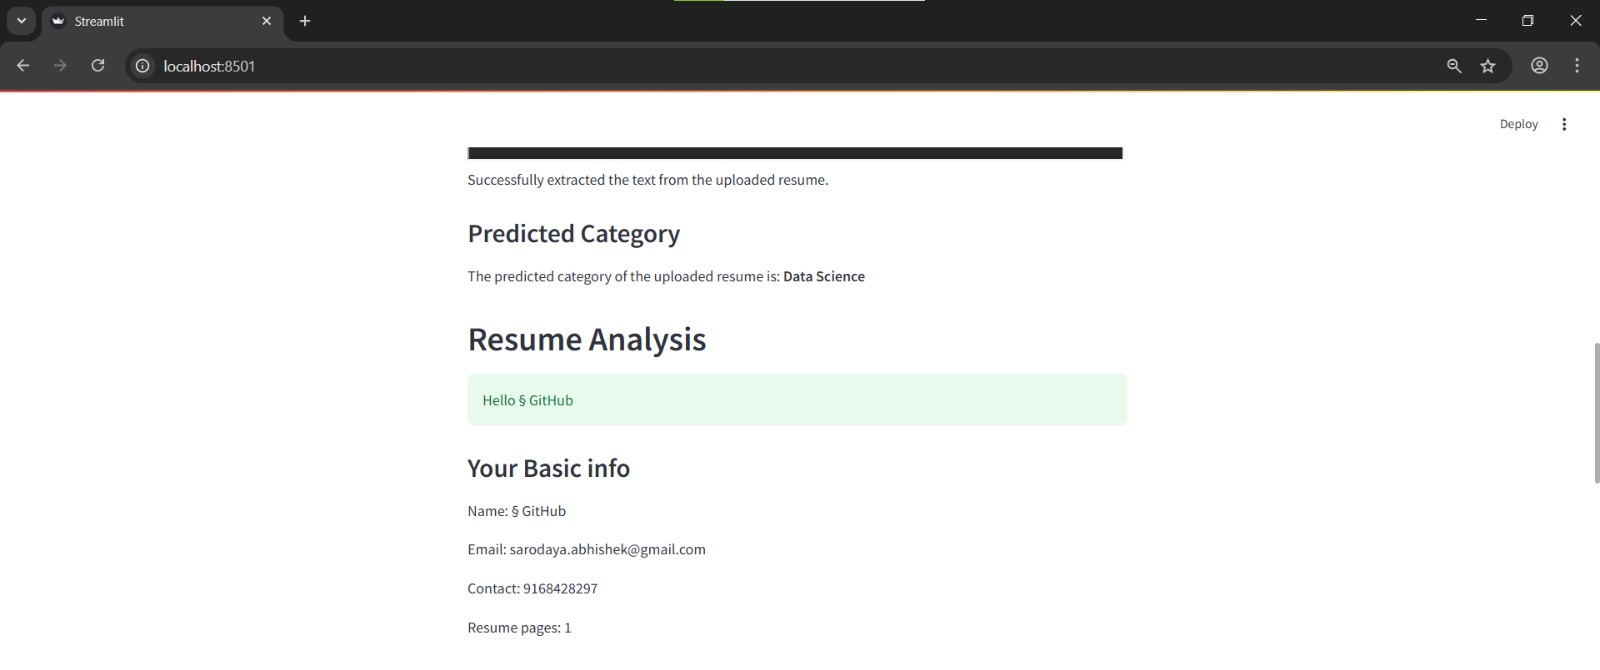 Streamlit
localhost:8501
Deploy
Successfully extracted the text from the uploaded resume.
Predicted Category
The predicted category of the uploaded resume is: Data Science
Resume Analysis
Hello § GitHub
Your Basic info
Name: § GitHub
Email: sarodaya.abhishek@gmail.com
Contact: 9168428297
Resume pages: 1